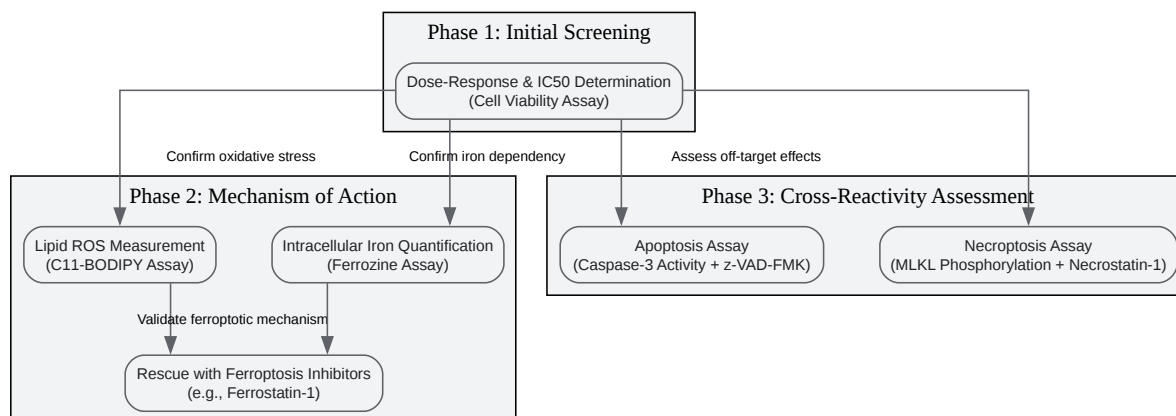 Phase 1: Initial Screening
Dose-Response & IC50 Determination
(Cell Viability Assay)
Confirm oxidative stress
Confirm iron dependency
Assess off-target effects
Phase 2: Mechanism of Action
Lipid ROS Measurement
(C11-BODIPY Assay)
Intracellular Iron Quantification
(Ferrozine Assay)
Validate ferroptotic mechanism
Rescue with Ferroptosis Inhibitors
(e.g., Ferrostatin-1)
Phase 3: Cross-Reactivity Assessment
Apoptosis Assay
(Caspase-3 Activity + z-VAD-FMK)
Necroptosis Assay
(MLKL Phosphorylation + Necrostatin-1)